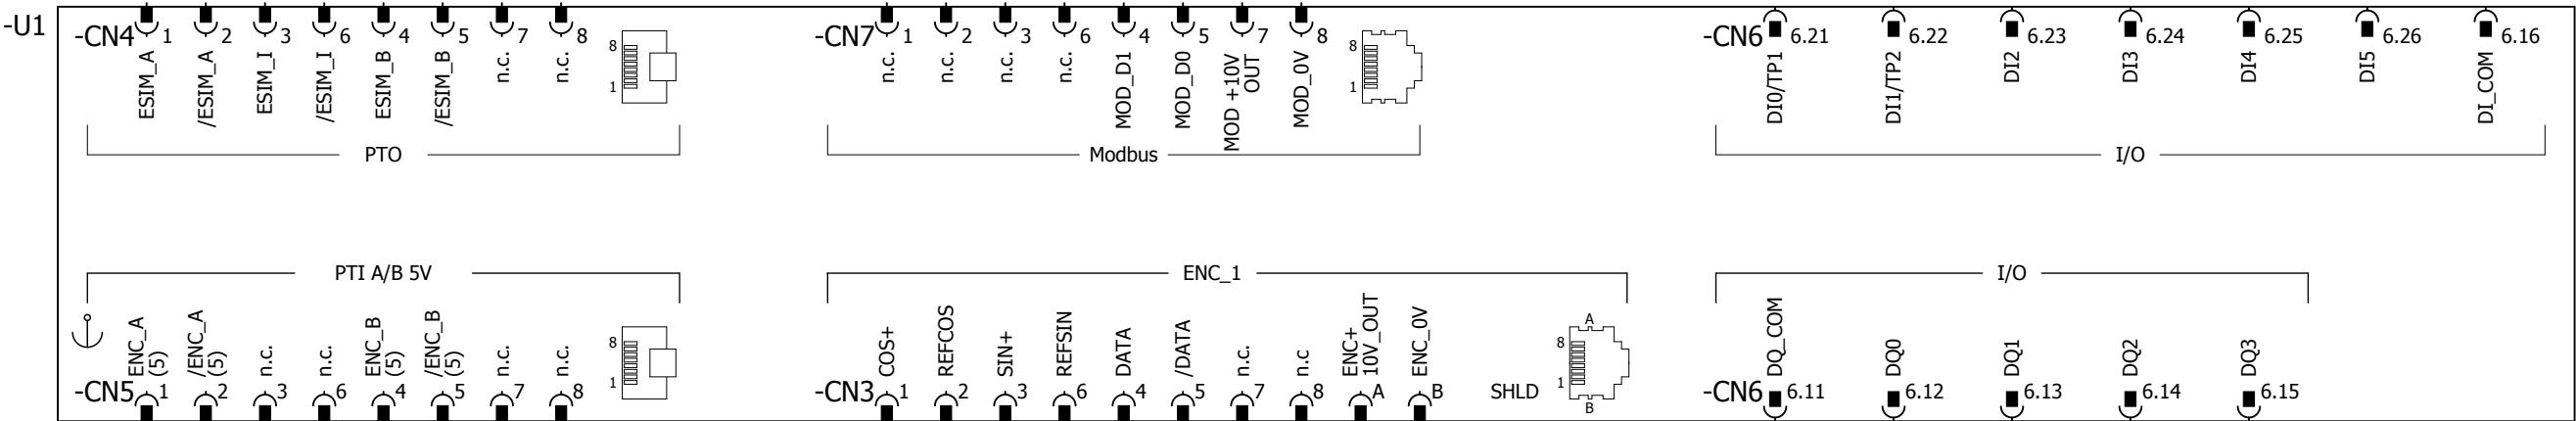 -U1
-CN4 1 2 3 6 4 5 7 8
ESIM_A /ESIM_A ESIM_I /ESIM_I ESIM_B /ESIM_B n.c. n.c.
8
1
PTO
-CN7 1 2 3 6 4 5 7 8
n.c. n.c. n.c. n.c. MOD_D1 MOD_D0 MOD +10V OUT MOD_0V
8
1
Modbus
-CN6 6.21 6.22 6.23 6.24 6.25 6.26 6.16
DI0/TP1 DI1/TP2 DI2 DI3 DI4 DI5 DI_COM
I/O
PTI A/B 5V
ENC_A (5) /ENC_A (5) n.c. n.c. ENC_B (5) /ENC_B (5) n.c. n.c.
8
1
-CN5 1 2 3 6 4 5 7 8
ENC_1
COS+ REFCOS SIN+ REFSIN DATA /DATA n.c. n.c ENC+ 10V_OUT ENC_0V
A
8
1
B
-CN3 1 2 3 6 4 5 7 8 A B SHLD
I/O
DQ_COM DQ0 DQ1 DQ2 DQ3
-CN6 6.11 6.12 6.13 6.14 6.15